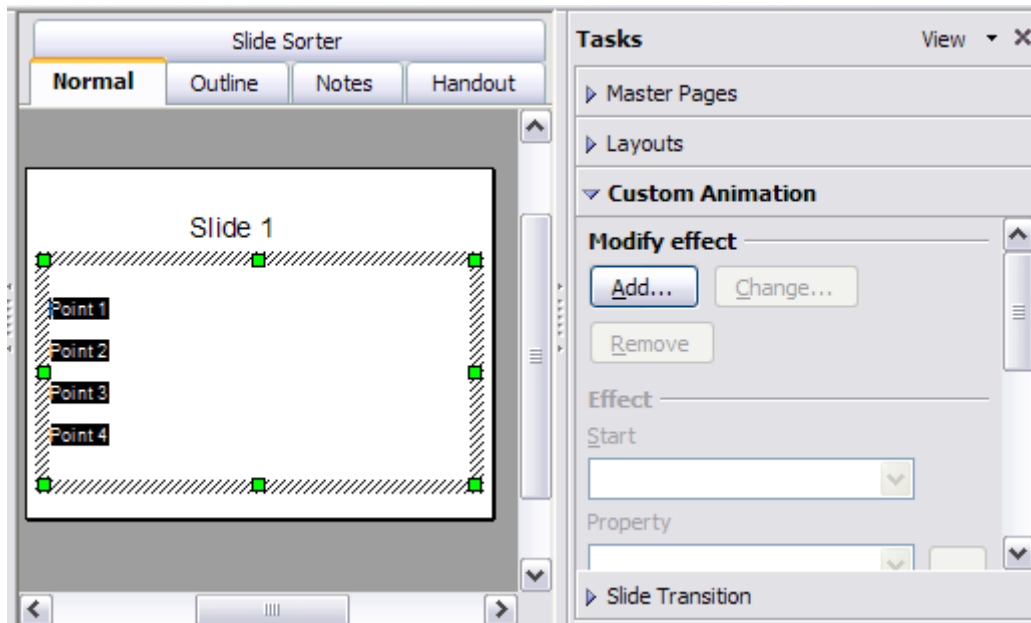 Slide Sorter
Normal Outline Notes Handout
Slide 1
Point 1
Point 2
Point 3
Point 4
Tasks View
Master Pages
Layouts
Custom Animation
Modify effect
Add... Change...
Remove
Effect
Start
Property
Slide Transition